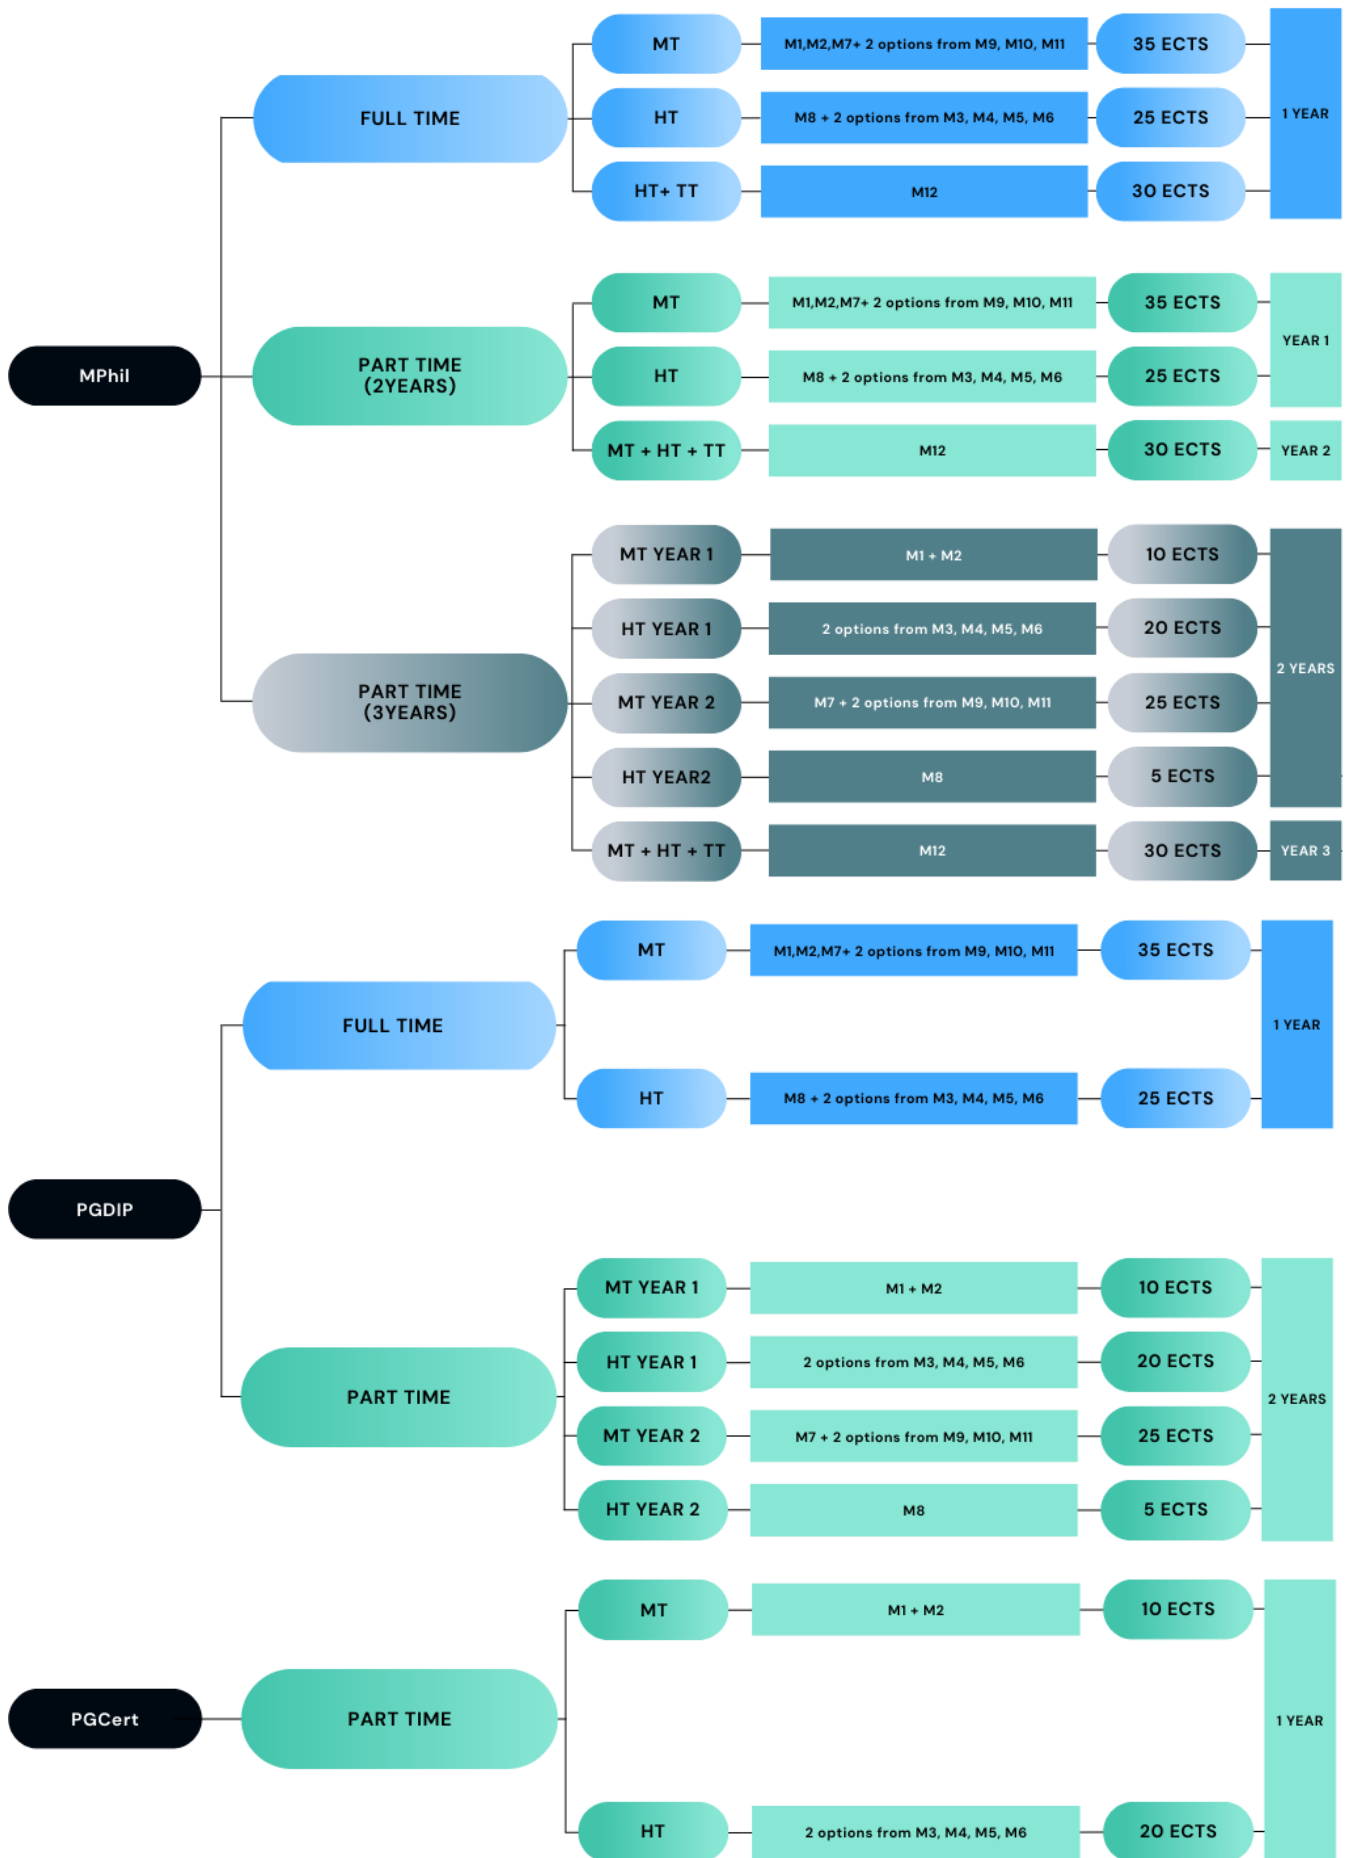 MPhil
FULL TIME
MT
M1,M2,M7+ 2 options from M9, M10, M11
35 ECTS
HT
M8 + 2 options from M3, M4, M5, M6
25 ECTS
HT+ TT
M12
30 ECTS
1 YEAR
PART TIME
(2YEARS)
MT
M1,M2,M7+ 2 options from M9, M10, M11
35 ECTS
HT
M8 + 2 options from M3, M4, M5, M6
25 ECTS
YEAR 1
MT + HT + TT
M12
30 ECTS
YEAR 2
PART TIME
(3YEARS)
MT YEAR 1
M1 + M2
10 ECTS
HT YEAR 1
2 options from M3, M4, M5, M6
20 ECTS
MT YEAR 2
M7 + 2 options from M9, M10, M11
25 ECTS
HT YEAR2
M8
5 ECTS
2 YEARS
MT + HT + TT
M12
30 ECTS
YEAR 3
PGDIP
FULL TIME
MT
M1,M2,M7+ 2 options from M9, M10, M11
35 ECTS
HT
M8 + 2 options from M3, M4, M5, M6
25 ECTS
1 YEAR
PART TIME
MT YEAR 1
M1 + M2
10 ECTS
HT YEAR 1
2 options from M3, M4, M5, M6
20 ECTS
MT YEAR 2
M7 + 2 options from M9, M10, M11
25 ECTS
HT YEAR 2
M8
5 ECTS
2 YEARS
PGCert
PART TIME
MT
M1 + M2
10 ECTS
HT
2 options from M3, M4, M5, M6
20 ECTS
1 YEAR